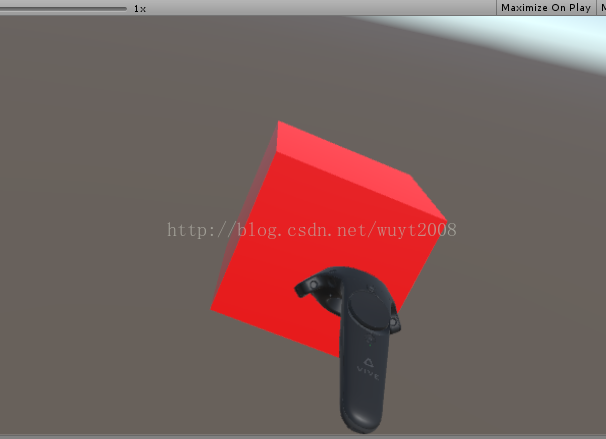 1x Maximize On Play
http://blog.csdn.net/wuyt2008
VIVE